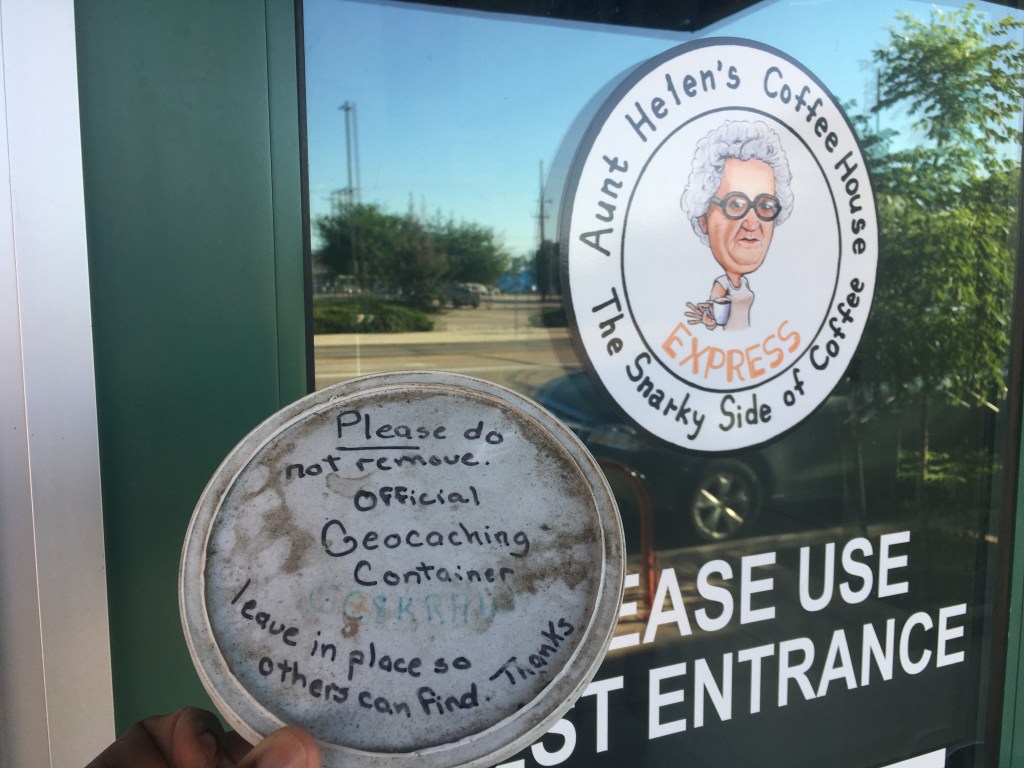 Aunt Helen's Coffee House
The Snarky Side of Coffee
EXPRESS
Please do
not remove.
Official
Geocaching
Container
leave in place so
others can find.
Thanks
EASE USE
ST ENTRANCE